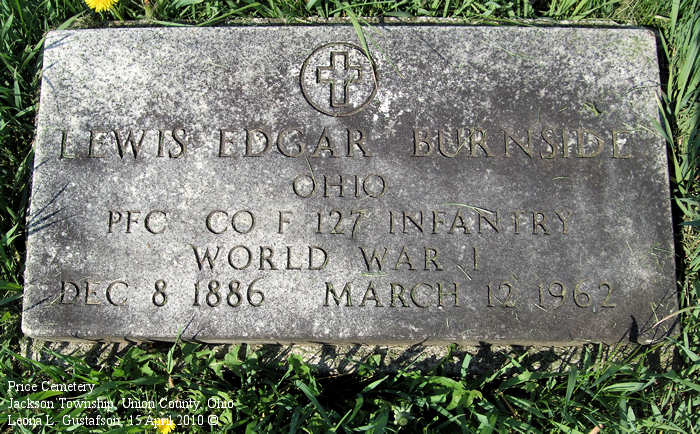 LEWIS EDGAR BURNSIDE
OHIO
PFC CO F 127 INFANTRY
WORLD WAR I
DEC 8 1886 MARCH 12 1962
Price Cemetery
Jackson Township, Union County, Ohio
Leona L. Gustafson, 15 April 2010 ©